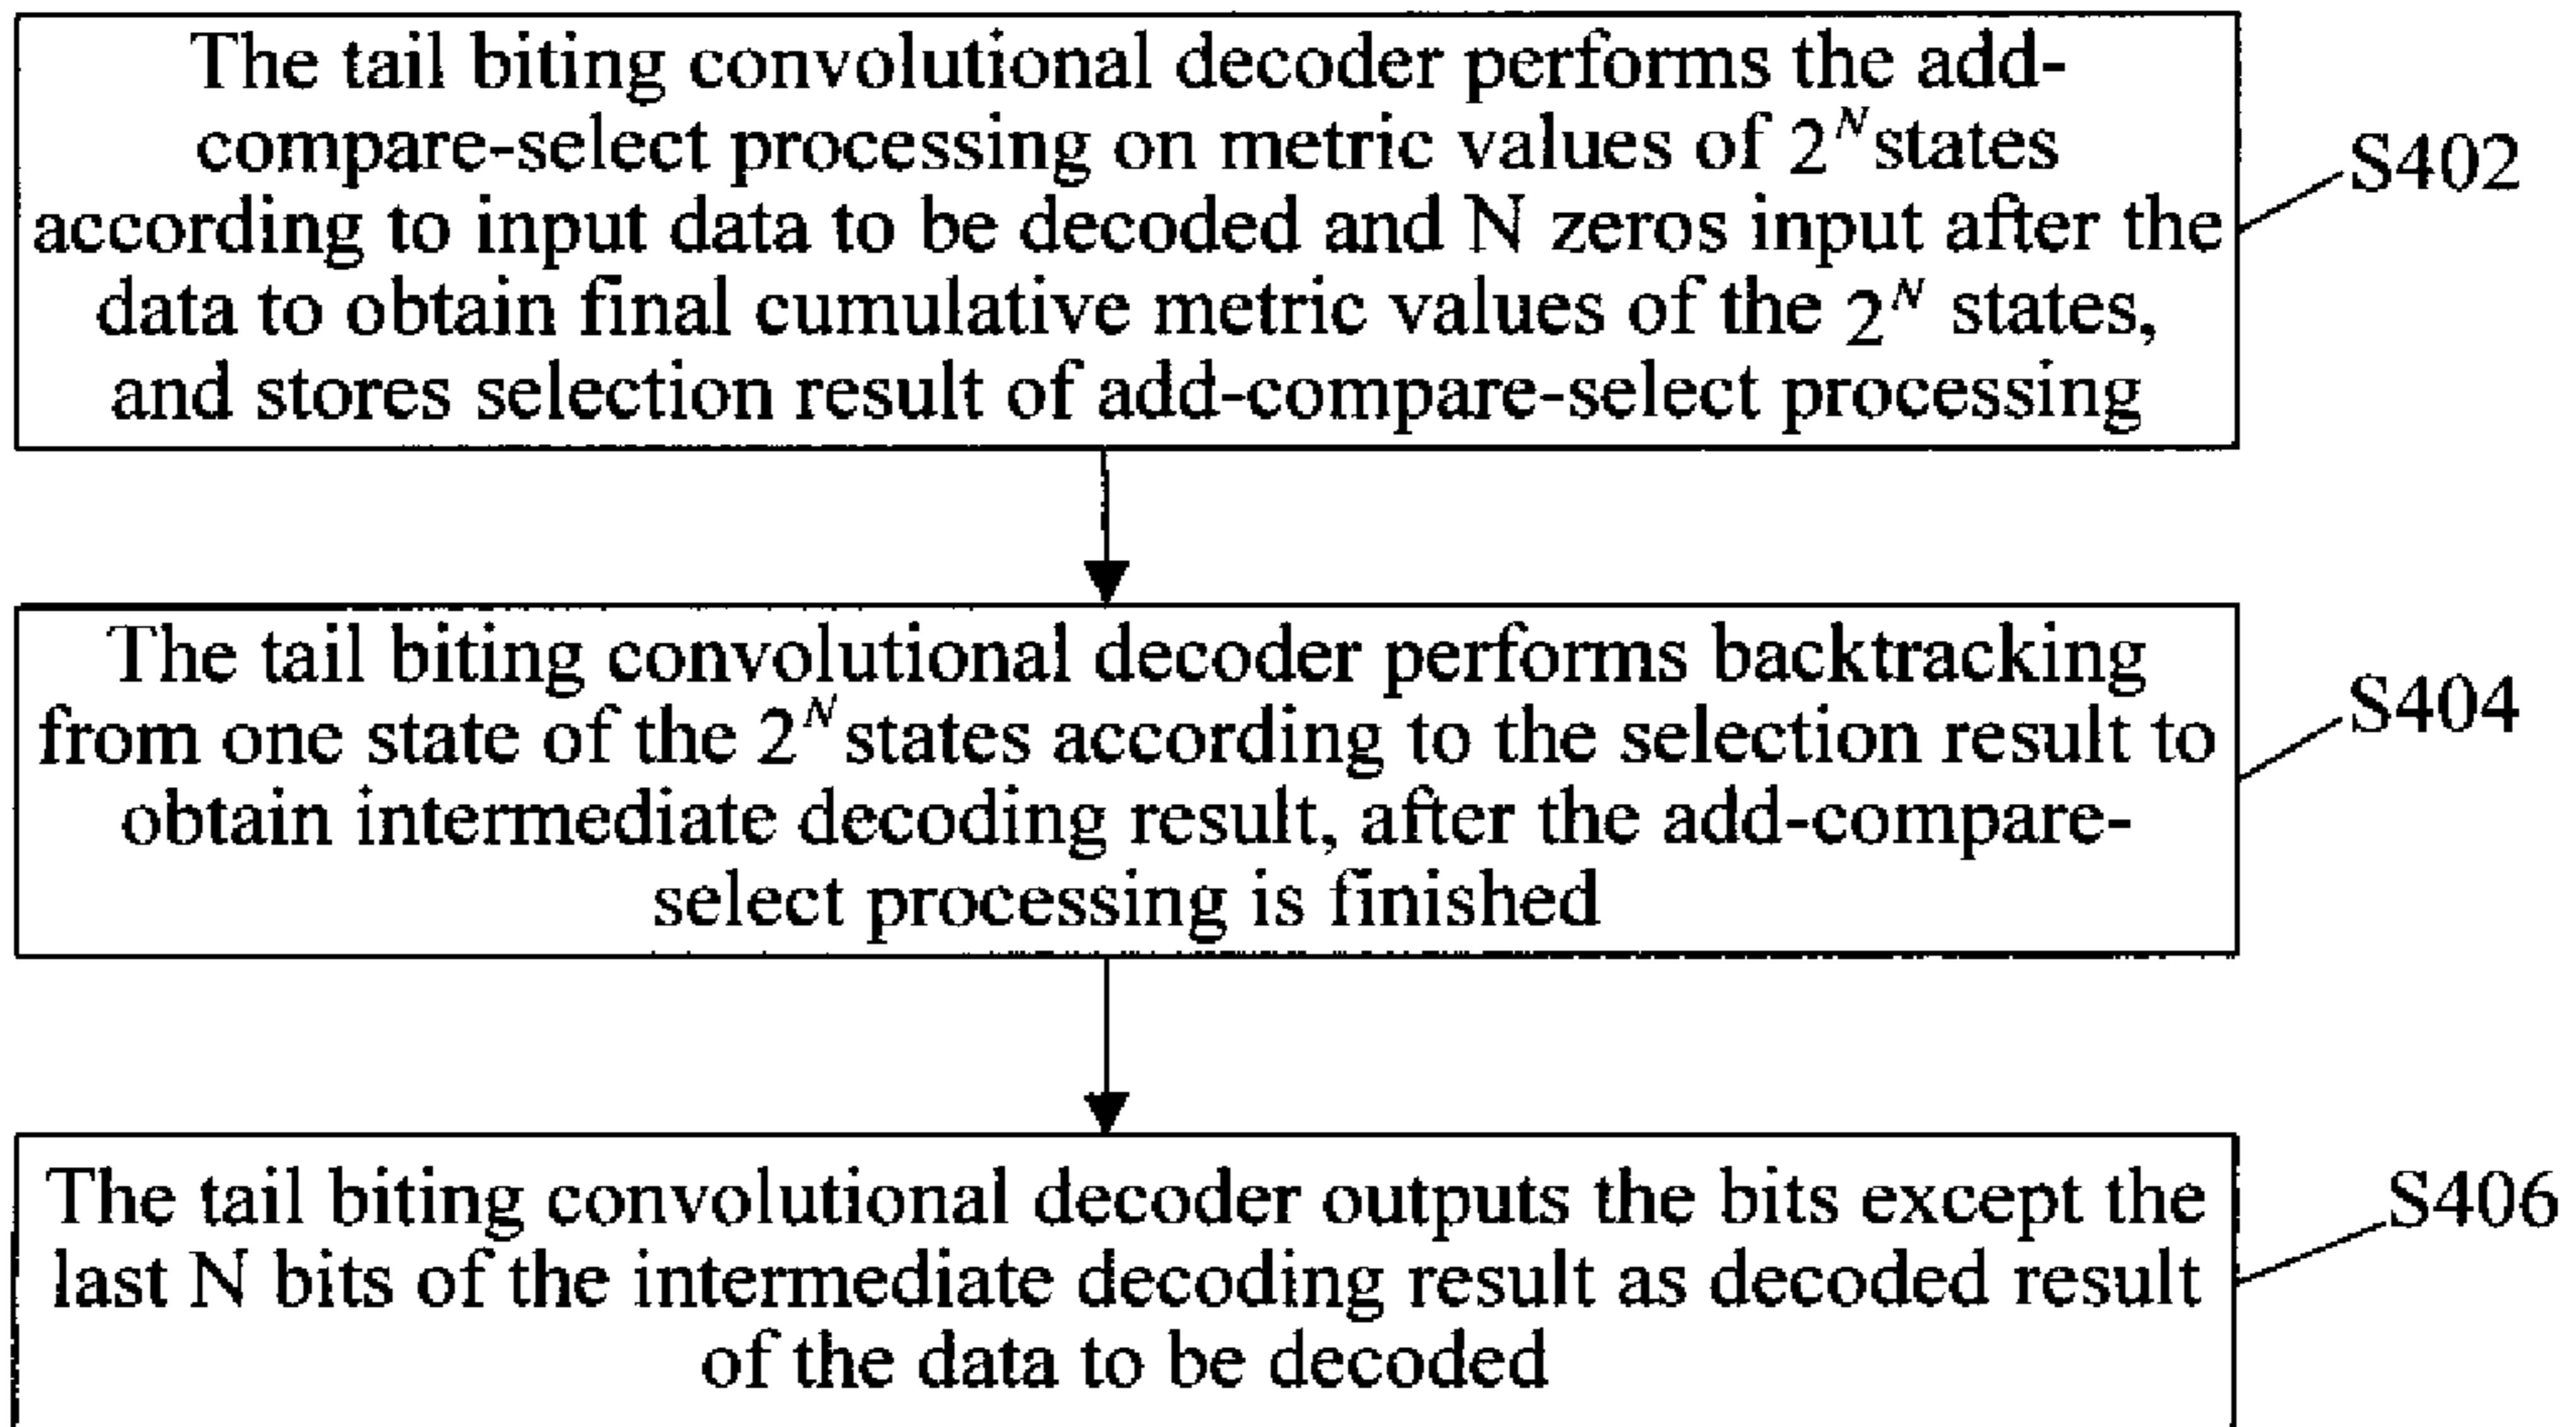 The tail biting convolutional decoder performs the add-
compare-select processing on metric values of 2^N states
according to input data to be decoded and N zeros input after the
data to obtain final cumulative metric values of the 2^N states,
and stores selection result of add-compare-select processing
S402
The tail biting convolutional decoder performs backtracking
from one state of the 2^N states according to the selection result to
obtain intermediate decoding result, after the add-compare-
select processing is finished
S404
The tail biting convolutional decoder outputs the bits except the
last N bits of the intermediate decoding result as decoded result
of the data to be decoded
S406